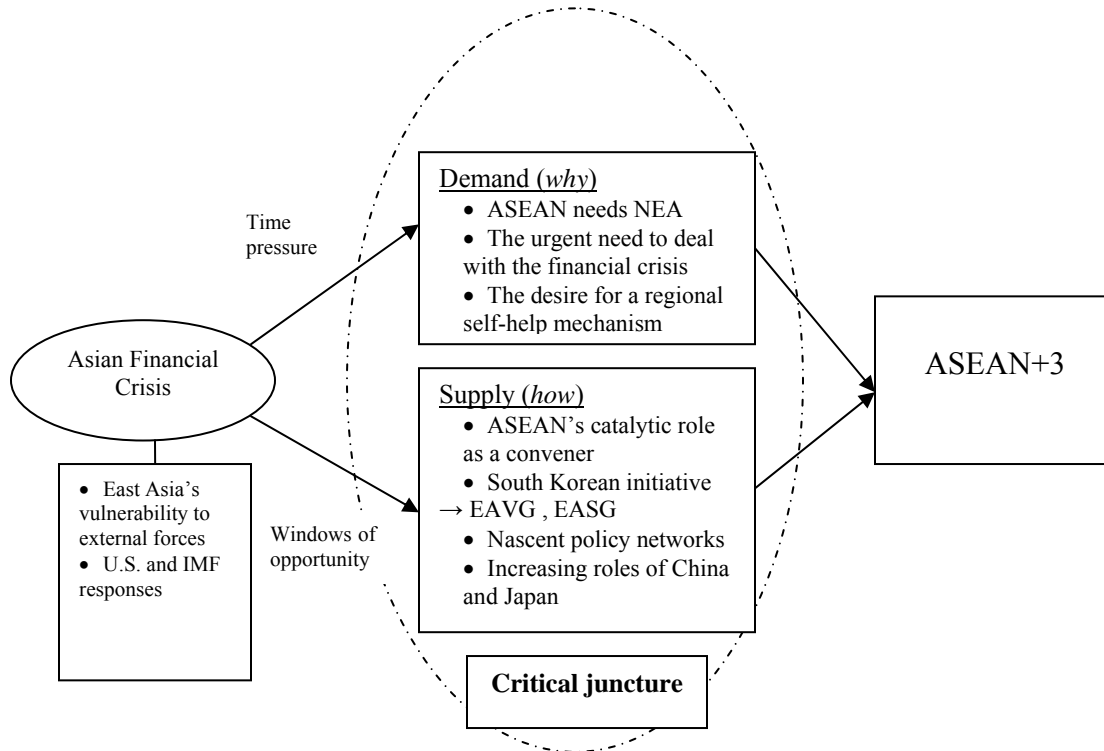 Time
pressure
Demand (why)
• ASEAN needs NEA
• The urgent need to deal
with the financial crisis
• The desire for a regional
self-help mechanism
Asian Financial
Crisis
ASEAN+3
Supply (how)
• ASEAN’s catalytic role
as a convener
• South Korean initiative
→ EAVG , EASG
• Nascent policy networks
• Increasing roles of China
and Japan
• East Asia’s
vulnerability to
external forces
• U.S. and IMF
responses
Windows of
opportunity
Critical juncture